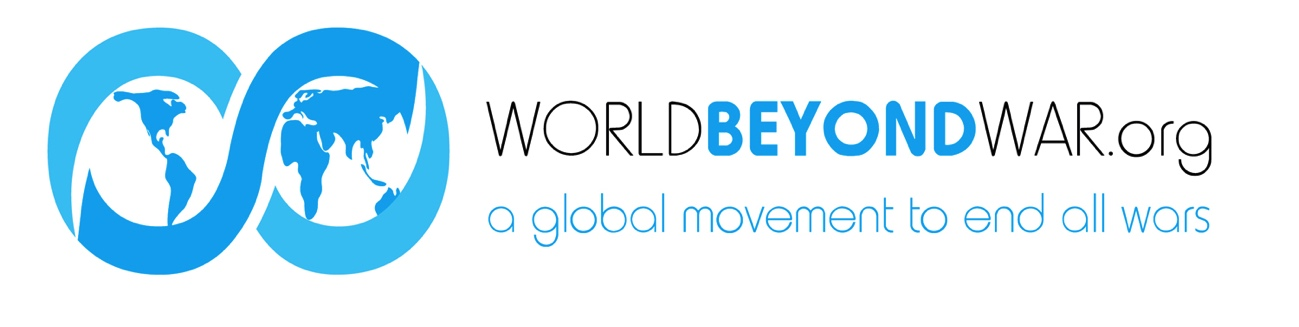 WORLDBEYONDWAR.org
a global movement to end all wars